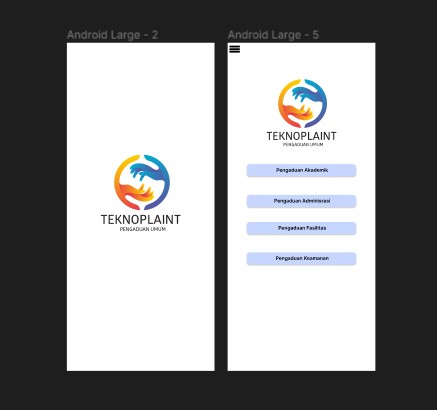 Android Large - 2
Android Large - 5
TEKNOPLAINT
PENGADUAN UMUM
TEKNOPLAINT
PENGADUAN UMUM
Pengaduan Akademik
Pengaduan Adminisrasi
Pengaduan Fasilitas
Pengaduan Keamanan